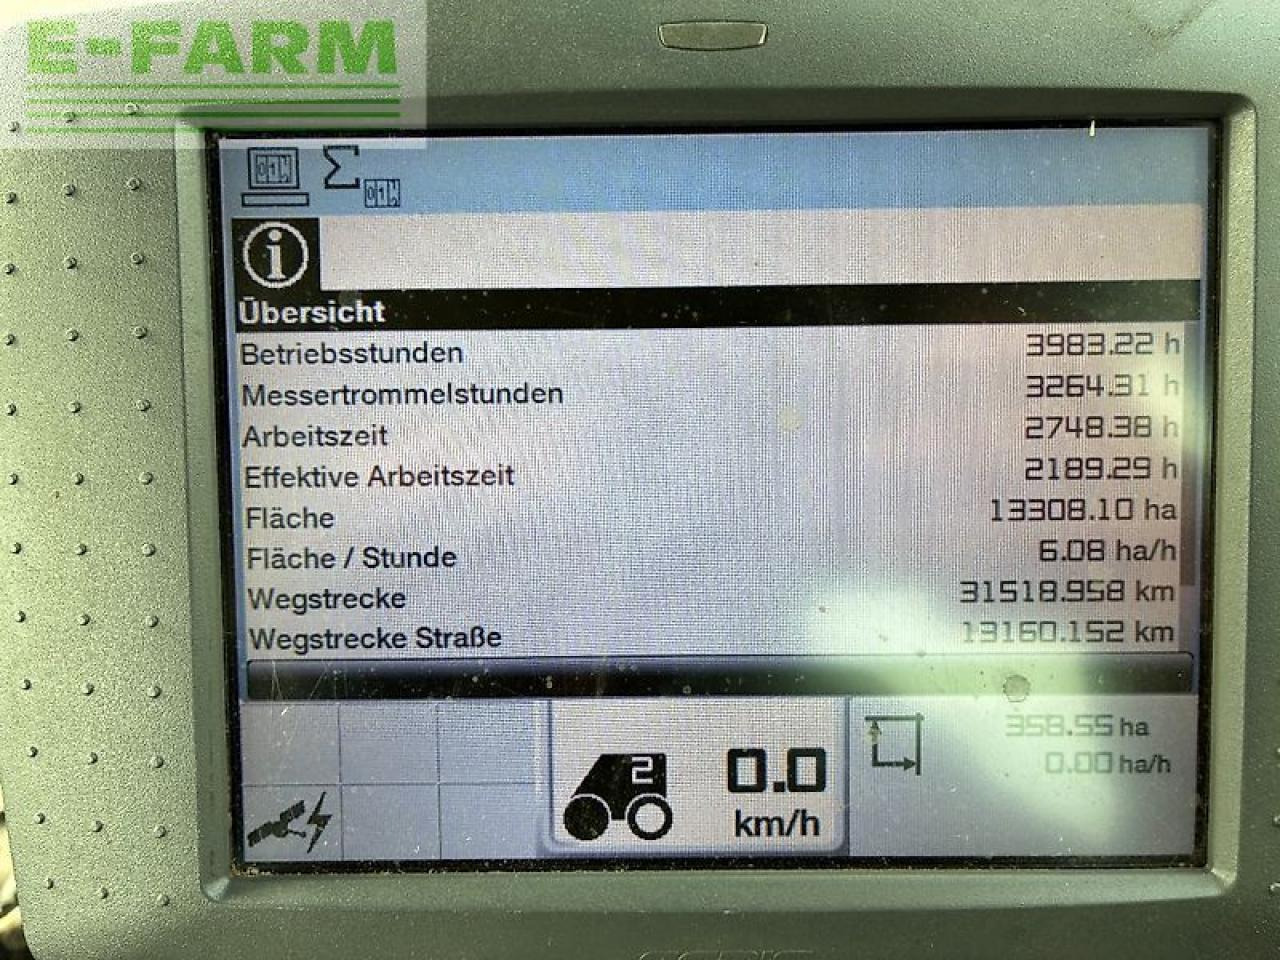 E-FARM
Übersicht
Betriebsstunden 3983.22 h
Messertrommelstunden 3264.31 h
Arbeitszeit 2748.38 h
Effektive Arbeitszeit 2189.29 h
Fläche 13308.10 ha
Fläche / Stunde 6.08 ha/h
Wegstrecke 31518.958 km
Wegstrecke Straße 13160.152 km
358.55 ha
2 0.0 0.00 ha/h
km/h